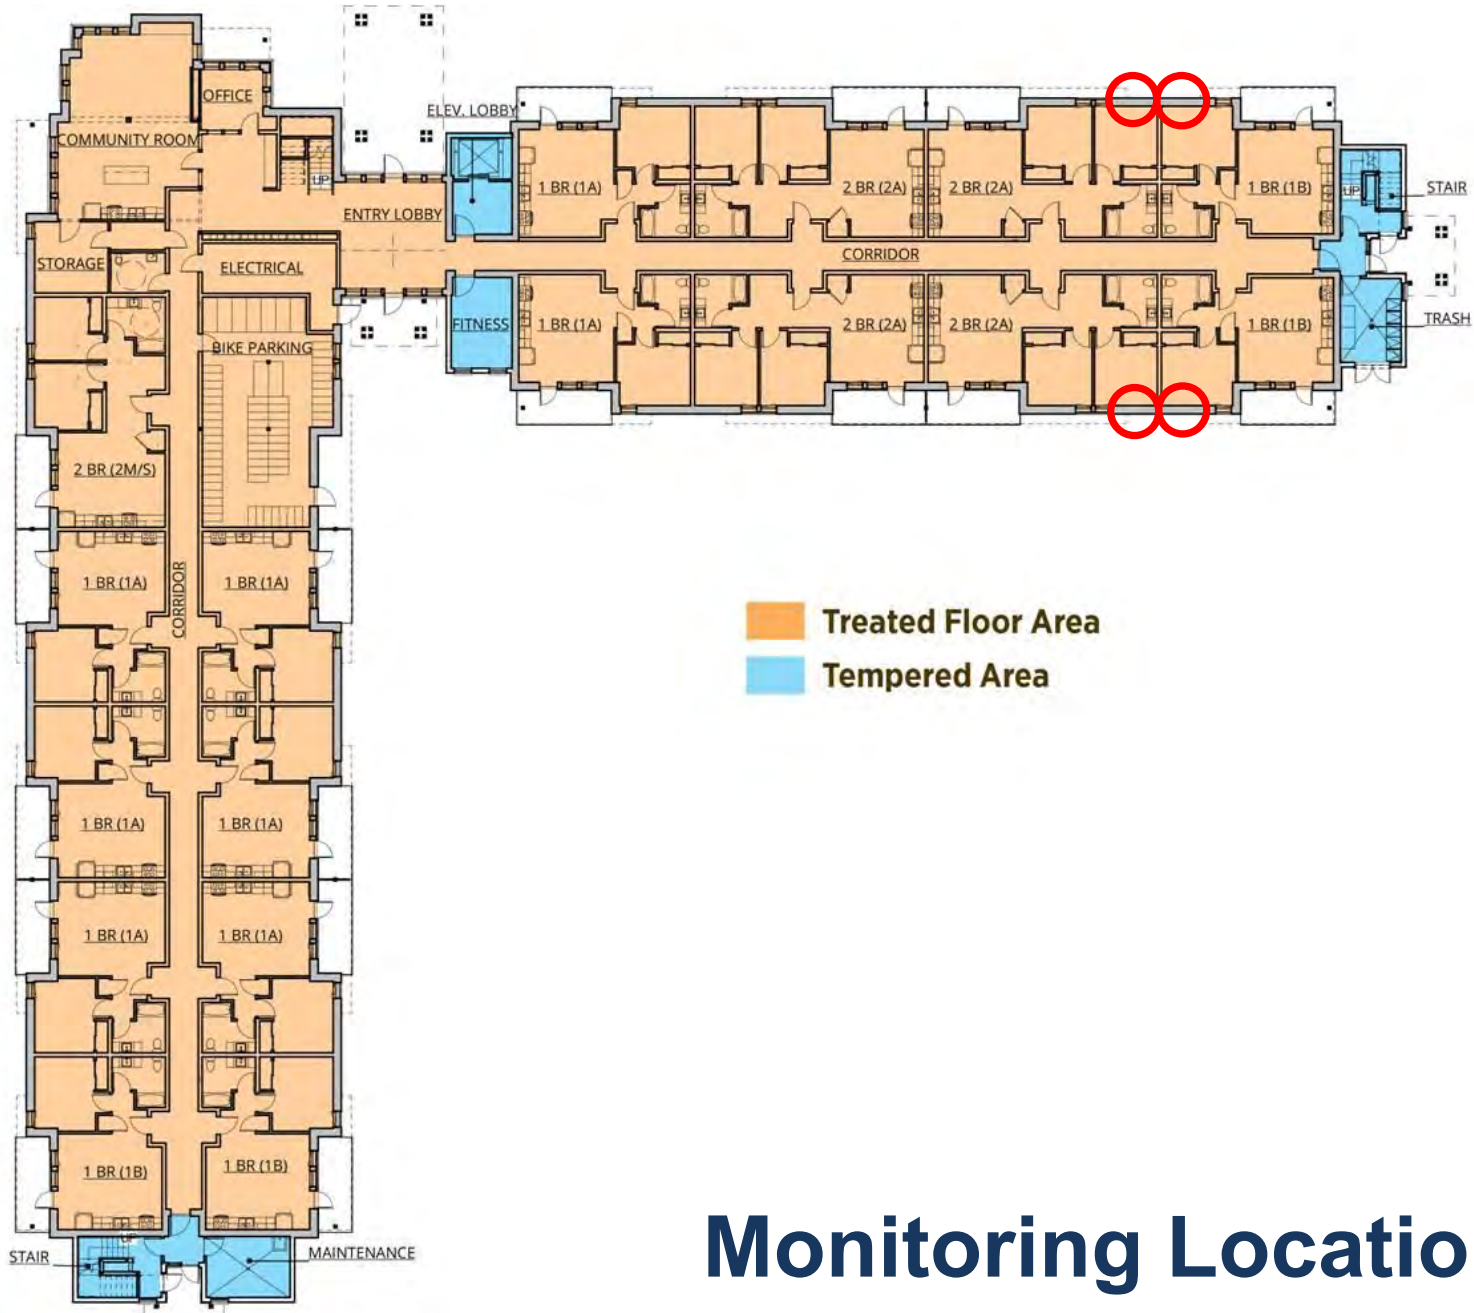 OFFICE
ELEV. LOBBY
COMMUNITY ROOM
UP
1 BR (1A)
2 BR (2A)
2 BR (2A)
1 BR (1B)
UP
STAIR
ENTRY LOBBY
CORRIDOR
STORAGE
ELECTRICAL
FITNESS
1 BR (1A)
2 BR (2A)
2 BR (2A)
1 BR (1B)
TRASH
BIKE PARKING
2 BR (2M/S)
1 BR (1A)
CORRIDOR
1 BR (1A)
Treated Floor Area
Tempered Area
1 BR (1A)
1 BR (1A)
1 BR (1A)
1 BR (1A)
1 BR (1B)
1 BR (1B)
UP
STAIR
MAINTENANCE
Monitoring Locatio